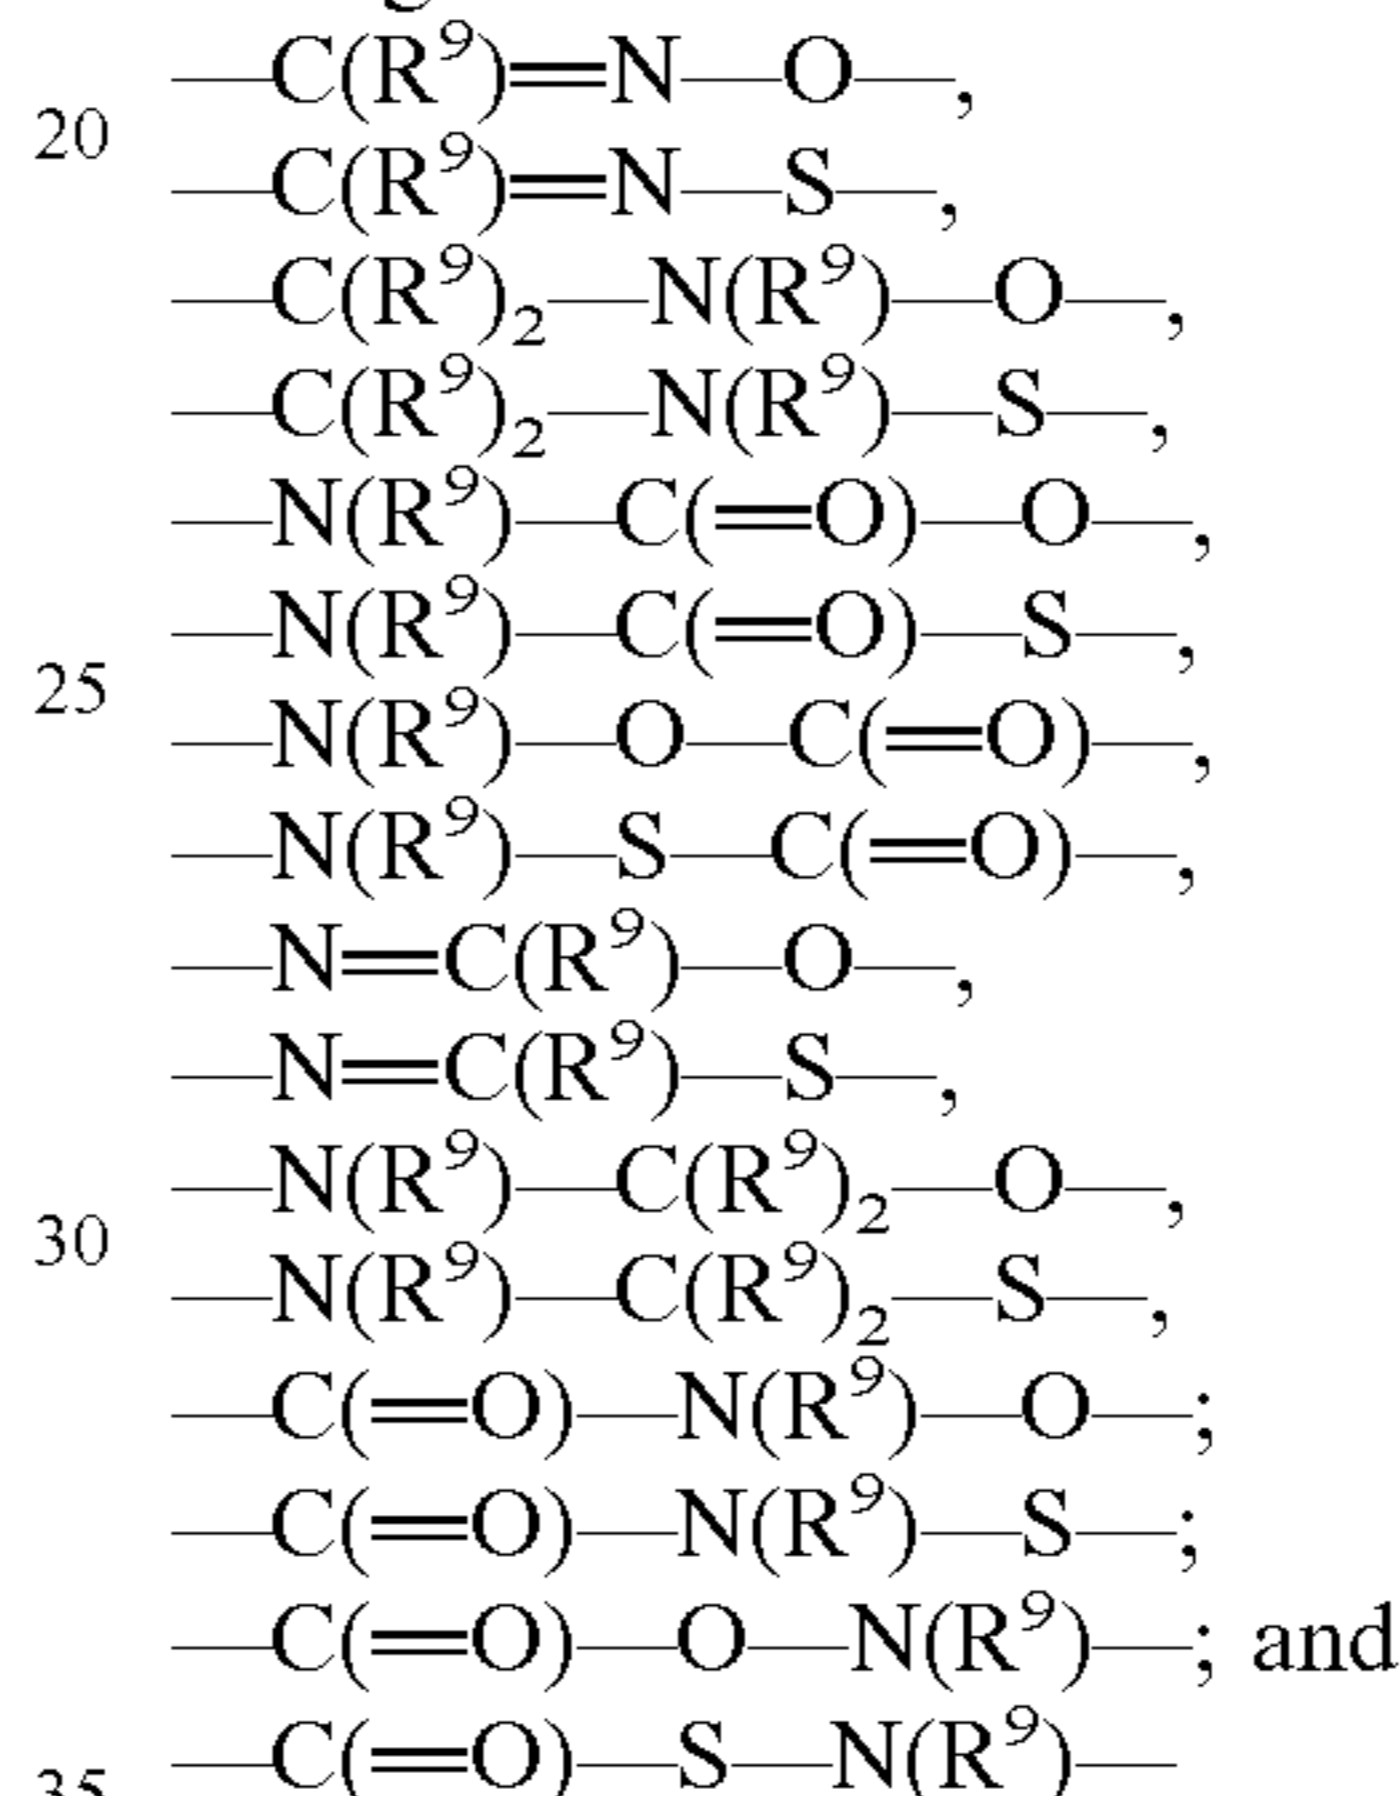 —C(R⁹)=N—O—,
20
—C(R⁹)=N—S—,
—C(R⁹)₂—N(R⁹)—O—,
—C(R⁹)₂—N(R⁹)—S—,
—N(R⁹)—C(=O)—O—,
—N(R⁹)—C(=O)—S—,
25
—N(R⁹)—O—C(=O)—,
—N(R⁹)—S—C(=O)—,
—N=C(R⁹)—O—,
—N=C(R⁹)—S—,
—N(R⁹)—C(R⁹)₂—O—,
30
—N(R⁹)—C(R⁹)₂—S—,
—C(=O)—N(R⁹)—O—;
—C(=O)—N(R⁹)—S—;
—C(=O)—O—N(R⁹)—; and
—C(=O)—S—N(R⁹)—
35